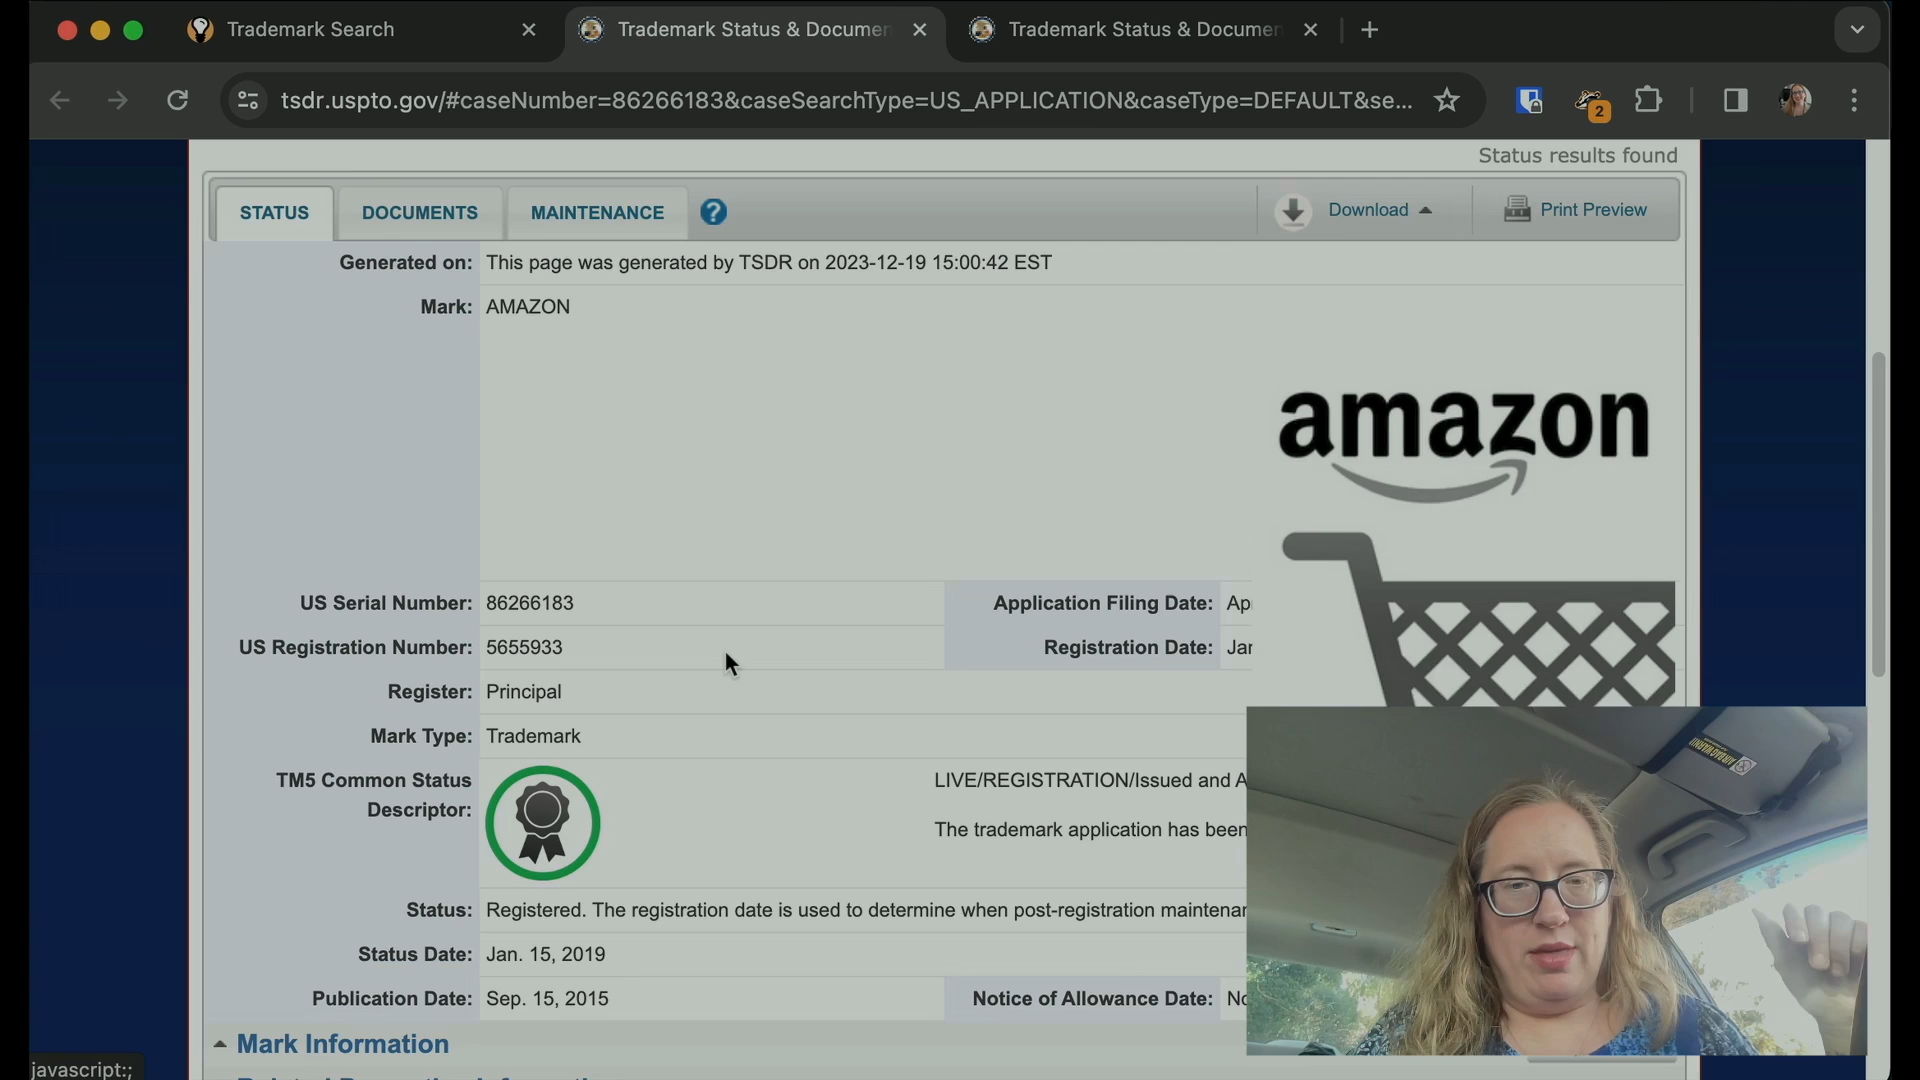 Trademark Search
Trademark Status & Documen
Trademark Status & Documen
tsdr.uspto.gov/#caseNumber=86266183&caseSearchType=US_APPLICATION&caseType=DEFAULT&se...
2
Status results found
STATUS
DOCUMENTS
MAINTENANCE
?
Download
Print Preview
Generated on: This page was generated by TSDR on 2023-12-19 15:00:42 EST
Mark: AMAZON
amazon
US Serial Number: 86266183 Application Filing Date: Ap
US Registration Number: 5655933 Registration Date: Jan
Register: Principal
Mark Type: Trademark
TM5 Common Status Descriptor: LIVE/REGISTRATION/Issued and A
The trademark application has been
Status: Registered. The registration date is used to determine when post-registration maintenan
Status Date: Jan. 15, 2019
Publication Date: Sep. 15, 2015 Notice of Allowance Date: No
Mark Information
javascript:;